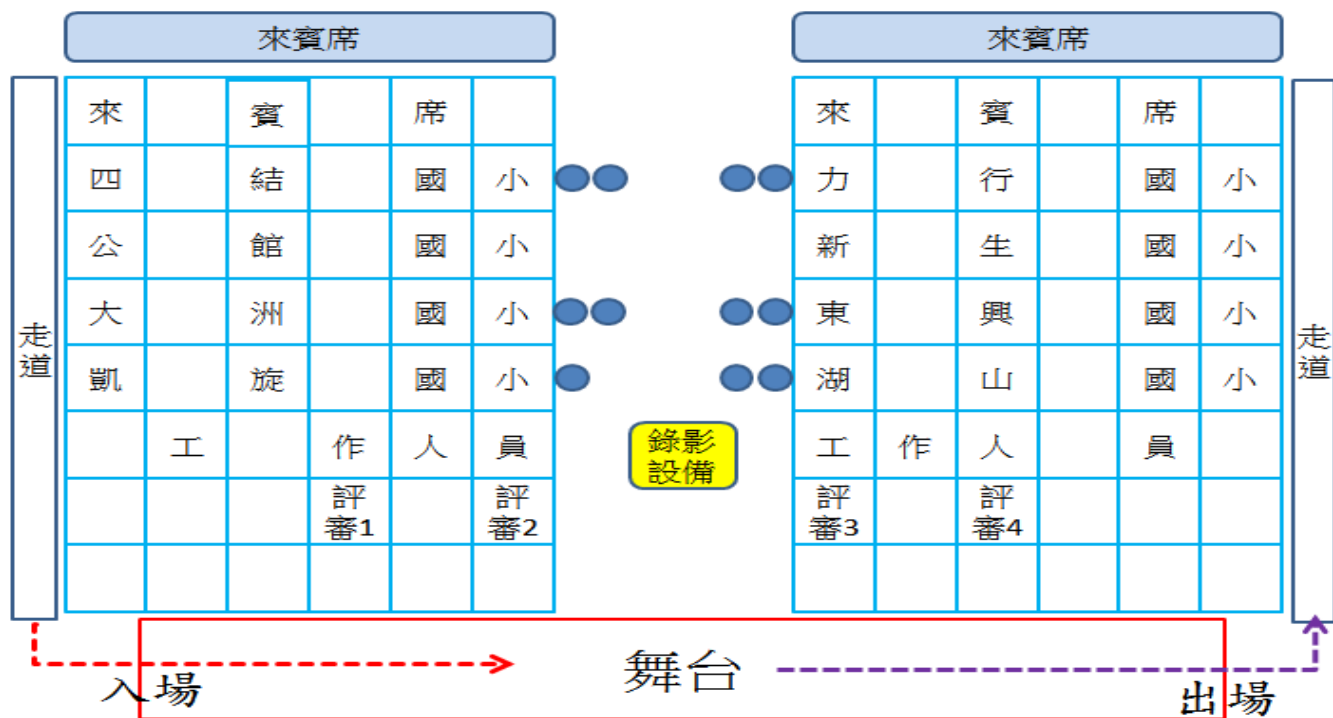 來賓席 來賓席
來 賓 席 來 賓 席
四 結 國 小 力 行 國 小
公 館 國 小 新 生 國 小
大 洲 國 小 東 興 國 小
走道 走道
凱 旋 國 小 湖 山 國 小
工 作 人 員 錄影設備 工 作 人 員
評審1 評審2 評審3 評審4
舞台
入場 出場